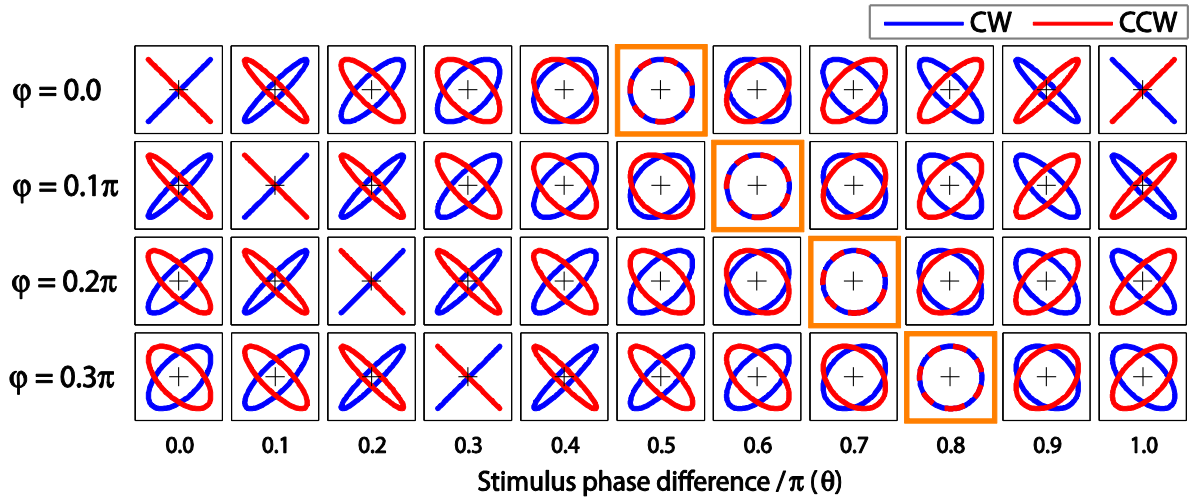 CW CCW
φ = 0.0
φ = 0.1π
φ = 0.2π
φ = 0.3π
0.0 0.1 0.2 0.3 0.4 0.5 0.6 0.7 0.8 0.9 1.0
Stimulus phase difference / π (θ)